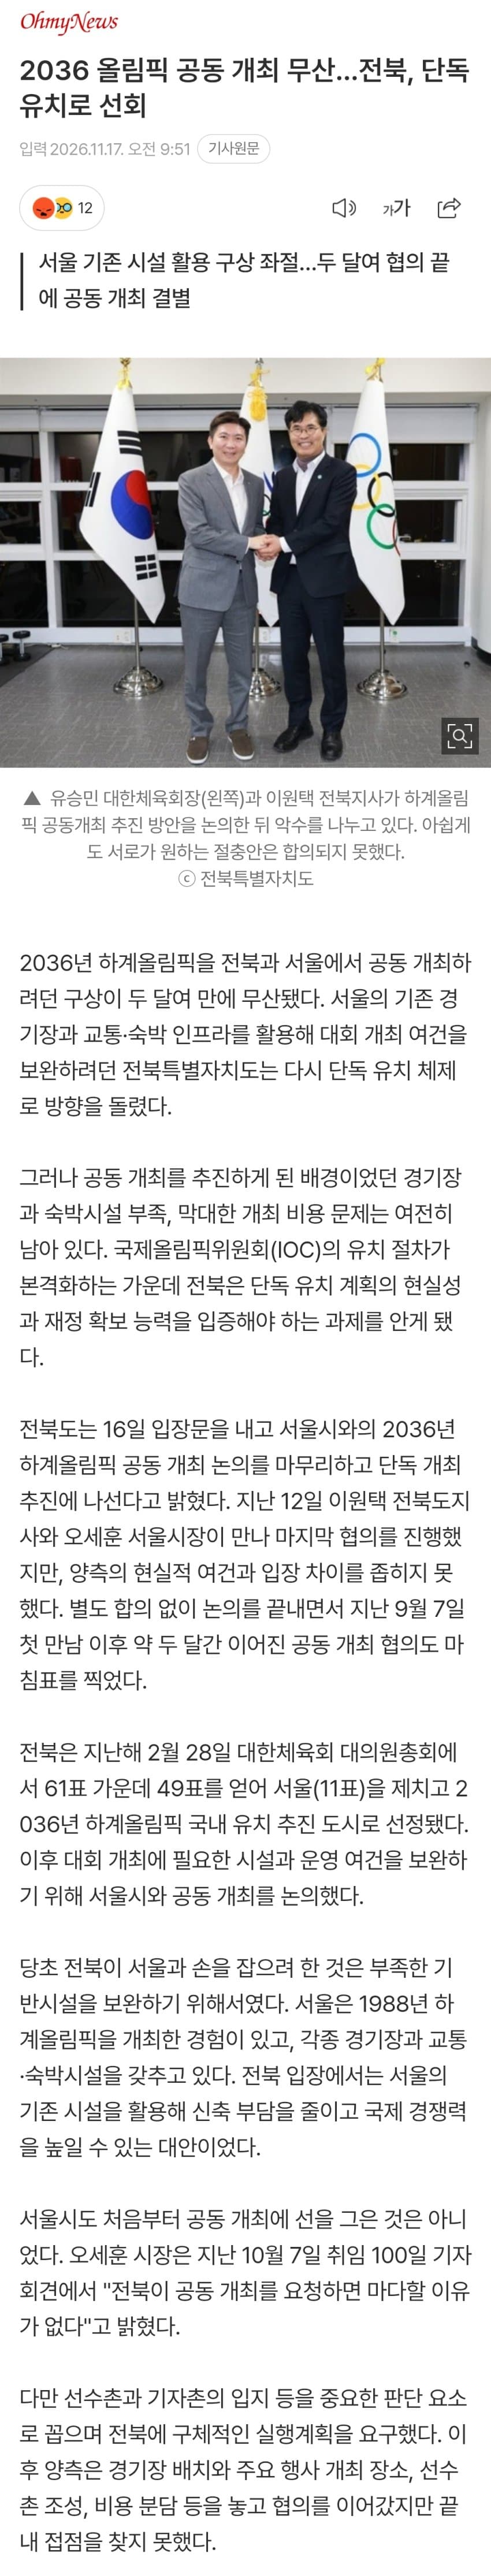 OhmyNews
2036 올림픽 공동 개최 무산…전북, 단독
유치로 선회
입력 2026.11.17. 오전 9:51 기사원문
12 가가
서울 기존 시설 활용 구상 좌절…두 달여 협의 끝
에 공동 개최 결별
▲ 유승민 대한체육회장(왼쪽)과 이원택 전북지사가 하계올림
픽 공동개최 추진 방안을 논의한 뒤 악수를 나누고 있다. 아쉽게
도 서로가 원하는 절충안은 합의되지 못했다.
ⓒ 전북특별자치도
2036년 하계올림픽을 전북과 서울에서 공동 개최하
려던 구상이 두 달여 만에 무산됐다. 서울의 기존 경
기장과 교통·숙박 인프라를 활용해 대회 개최 여건을
보완하려던 전북특별자치도는 다시 단독 유치 체제
로 방향을 돌렸다.
그러나 공동 개최를 추진하게 된 배경이었던 경기장
과 숙박시설 부족, 막대한 개최 비용 문제는 여전히
남아 있다. 국제올림픽위원회(IOC)의 유치 절차가
본격화하는 가운데 전북은 단독 유치 계획의 현실성
과 재정 확보 능력을 입증해야 하는 과제를 안게 됐
다.
전북도는 16일 입장문을 내고 서울시와의 2036년
하계올림픽 공동 개최 논의를 마무리하고 단독 개최
추진에 나선다고 밝혔다. 지난 12일 이원택 전북도지
사와 오세훈 서울시장이 만나 마지막 협의를 진행했
지만, 양측의 현실적 여건과 입장 차이를 좁히지 못
했다. 별도 합의 없이 논의를 끝내면서 지난 9월 7일
첫 만남 이후 약 두 달간 이어진 공동 개최 협의도 마
침표를 찍었다.
전북은 지난해 2월 28일 대한체육회 대의원총회에
서 61표 가운데 49표를 얻어 서울(11표)을 제치고 2
036년 하계올림픽 국내 유치 추진 도시로 선정됐다.
이후 대회 개최에 필요한 시설과 운영 여건을 보완하
기 위해 서울시와 공동 개최를 논의했다.
당초 전북이 서울과 손을 잡으려 한 것은 부족한 기
반시설을 보완하기 위해서였다. 서울은 1988년 하
계올림픽을 개최한 경험이 있고, 각종 경기장과 교통
·숙박시설을 갖추고 있다. 전북 입장에서는 서울의
기존 시설을 활용해 신축 부담을 줄이고 국제 경쟁력
을 높일 수 있는 대안이었다.
서울시도 처음부터 공동 개최에 선을 그은 것은 아니
었다. 오세훈 시장은 지난 10월 7일 취임 100일 기자
회견에서 "전북이 공동 개최를 요청하면 마다할 이유
가 없다"고 밝혔다.
다만 선수촌과 기자촌의 입지 등을 중요한 판단 요소
로 꼽으며 전북에 구체적인 실행계획을 요구했다. 이
후 양측은 경기장 배치와 주요 행사 개최 장소, 선수
촌 조성, 비용 분담 등을 놓고 협의를 이어갔지만 끝
내 접점을 찾지 못했다.